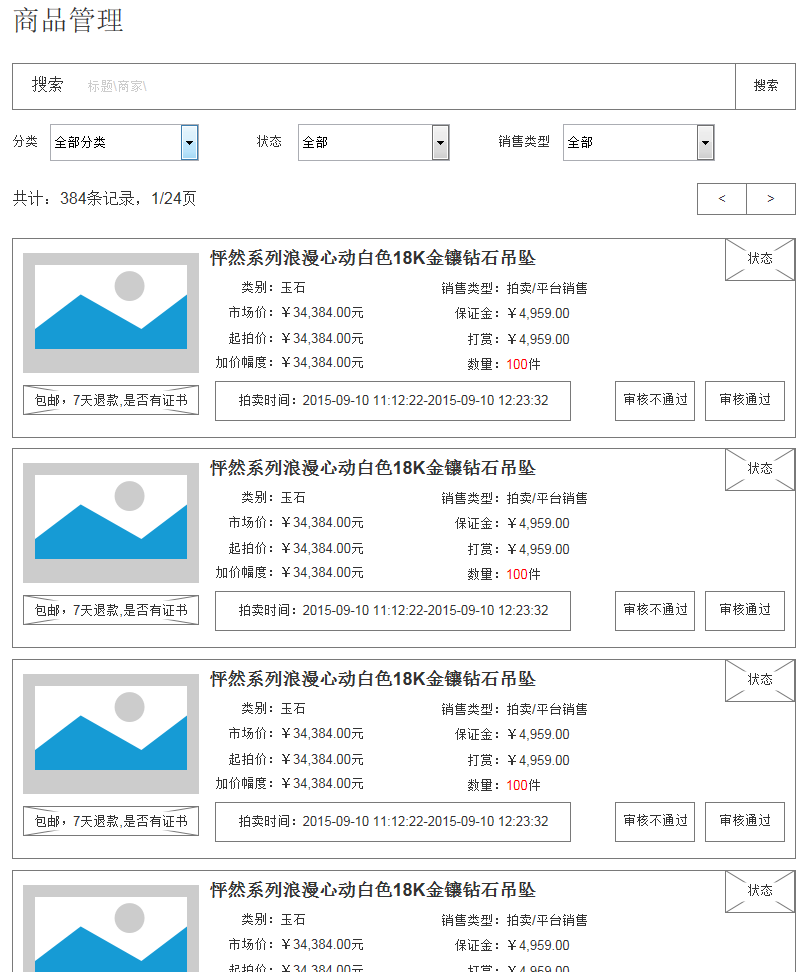 商品管理
搜索 标题\商家\ 搜索
分类 全部分类 状态 全部 销售类型 全部
共计：384条记录，1/24页 < >
怦然系列浪漫心动白色18K金镶钻石吊坠 状态
类别：玉石 销售类型：拍卖/平台销售
市场价：￥34,384.00元 保证金：￥4,959.00
起拍价：￥34,384.00元 打赏：￥4,959.00
加价幅度：￥34,384.00元 数量：100件
包邮，7天退款,是否有证书 拍卖时间：2015-09-10 11:12:22-2015-09-10 12:23:32 审核不通过 审核通过
怦然系列浪漫心动白色18K金镶钻石吊坠 状态
类别：玉石 销售类型：拍卖/平台销售
市场价：￥34,384.00元 保证金：￥4,959.00
起拍价：￥34,384.00元 打赏：￥4,959.00
加价幅度：￥34,384.00元 数量：100件
包邮，7天退款,是否有证书 拍卖时间：2015-09-10 11:12:22-2015-09-10 12:23:32 审核不通过 审核通过
怦然系列浪漫心动白色18K金镶钻石吊坠 状态
类别：玉石 销售类型：拍卖/平台销售
市场价：￥34,384.00元 保证金：￥4,959.00
起拍价：￥34,384.00元 打赏：￥4,959.00
加价幅度：￥34,384.00元 数量：100件
包邮，7天退款,是否有证书 拍卖时间：2015-09-10 11:12:22-2015-09-10 12:23:32 审核不通过 审核通过
怦然系列浪漫心动白色18K金镶钻石吊坠 状态
类别：玉石 销售类型：拍卖/平台销售
市场价：￥34,384.00元 保证金：￥4,959.00
起拍价：￥34,384.00元 打赏：￥4,959.00